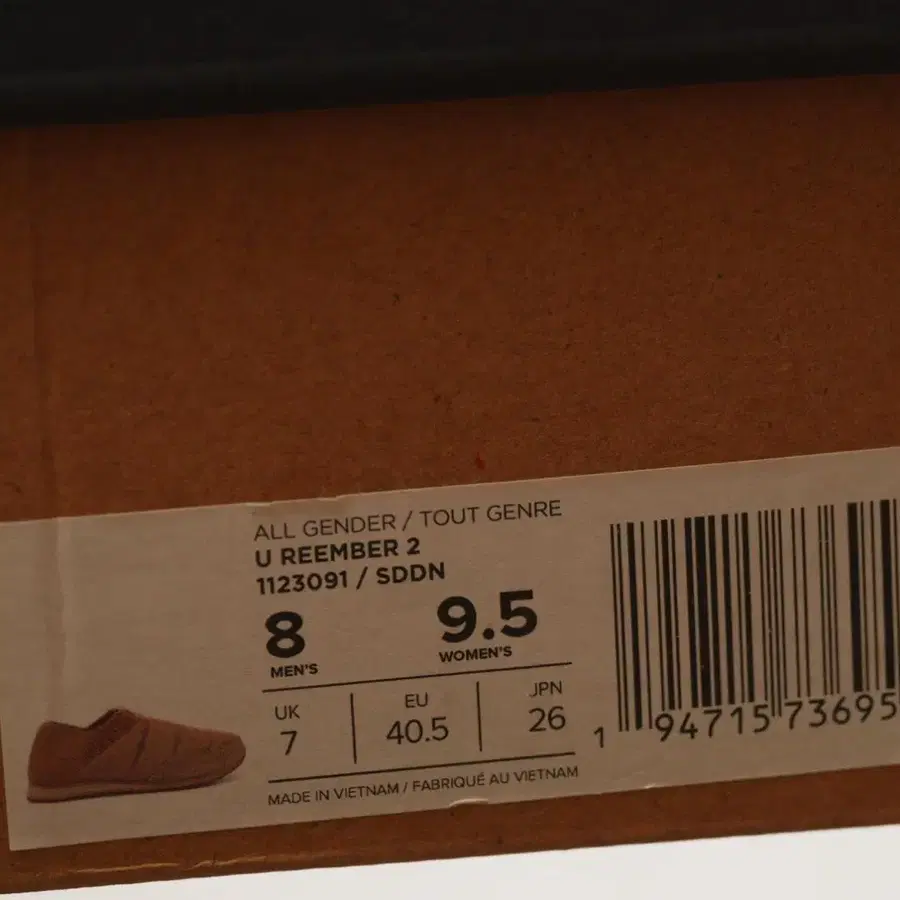 ALL GENDER / TOUT GENRE
U REEMBER 2
1123091 / SDDN
8 9.5
MEN'S WOMEN'S
UK EU JPN
7 40.5 26
MADE IN VIETNAM / FABRIQUÉ AU VIETNAM
1 94715 73695